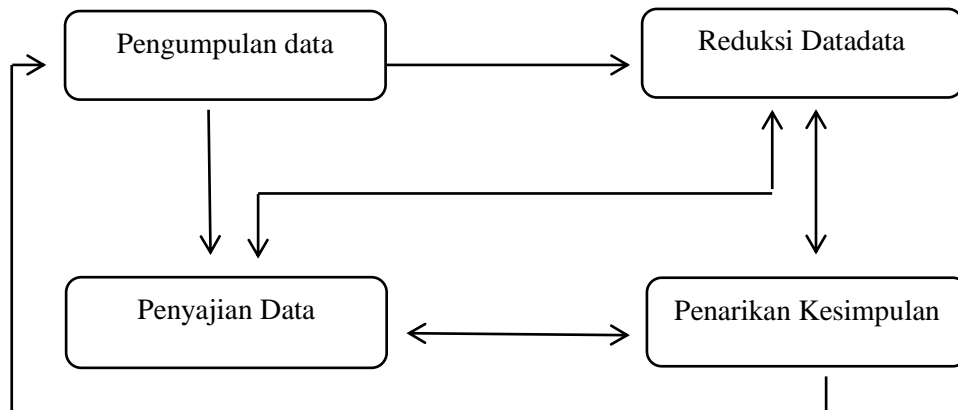 Pengumpulan data
Reduksi Datadata
Penyajian Data
Penarikan Kesimpulan